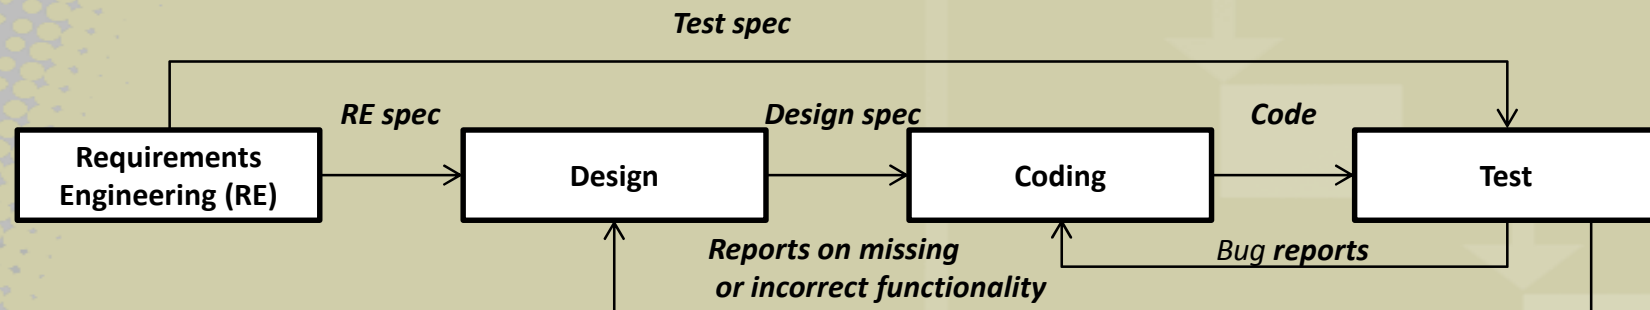 Test spec
RE spec
Design spec
Code
Requirements
Engineering (RE)
Design
Coding
Test
Reports on missing
or incorrect functionality
Bug reports